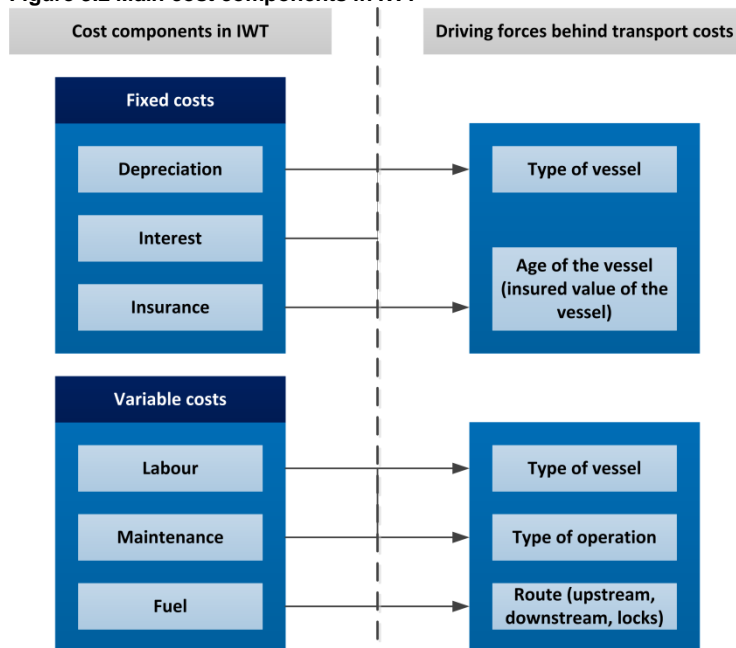 Cost components in IWT
Driving forces behind transport costs
Fixed costs
Depreciation
Type of vessel
Interest
Age of the vessel
(insured value of the
vessel)
Insurance
Variable costs
Labour
Type of vessel
Maintenance
Type of operation
Fuel
Route (upstream,
downstream, locks)